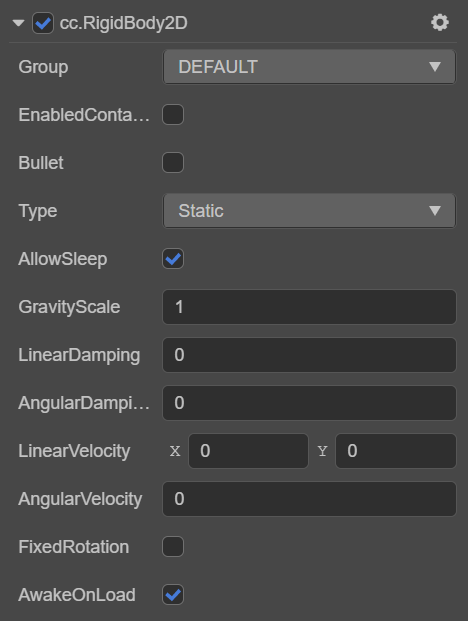 cc.RigidBody2D
Group DEFAULT
EnabledConta...
Bullet
Type Static
AllowSleep
GravityScale 1
LinearDamping 0
AngularDampi... 0
LinearVelocity X 0 Y 0
AngularVelocity 0
FixedRotation
AwakeOnLoad